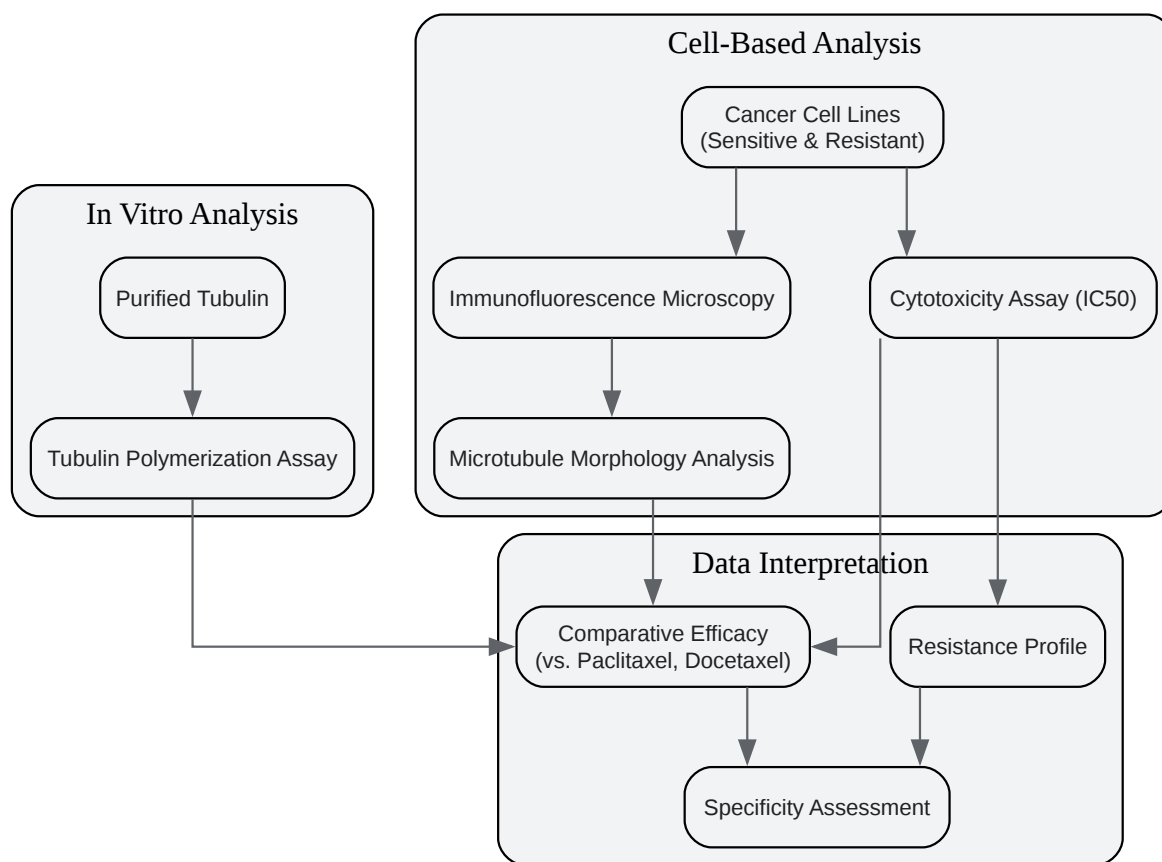 Cell-Based Analysis
Cancer Cell Lines
(Sensitive & Resistant)
In Vitro Analysis
Purified Tubulin
Immunofluorescence Microscopy
Cytotoxicity Assay (IC50)
Tubulin Polymerization Assay
Microtubule Morphology Analysis
Data Interpretation
Comparative Efficacy
(vs. Paclitaxel, Docetaxel)
Resistance Profile
Specificity Assessment